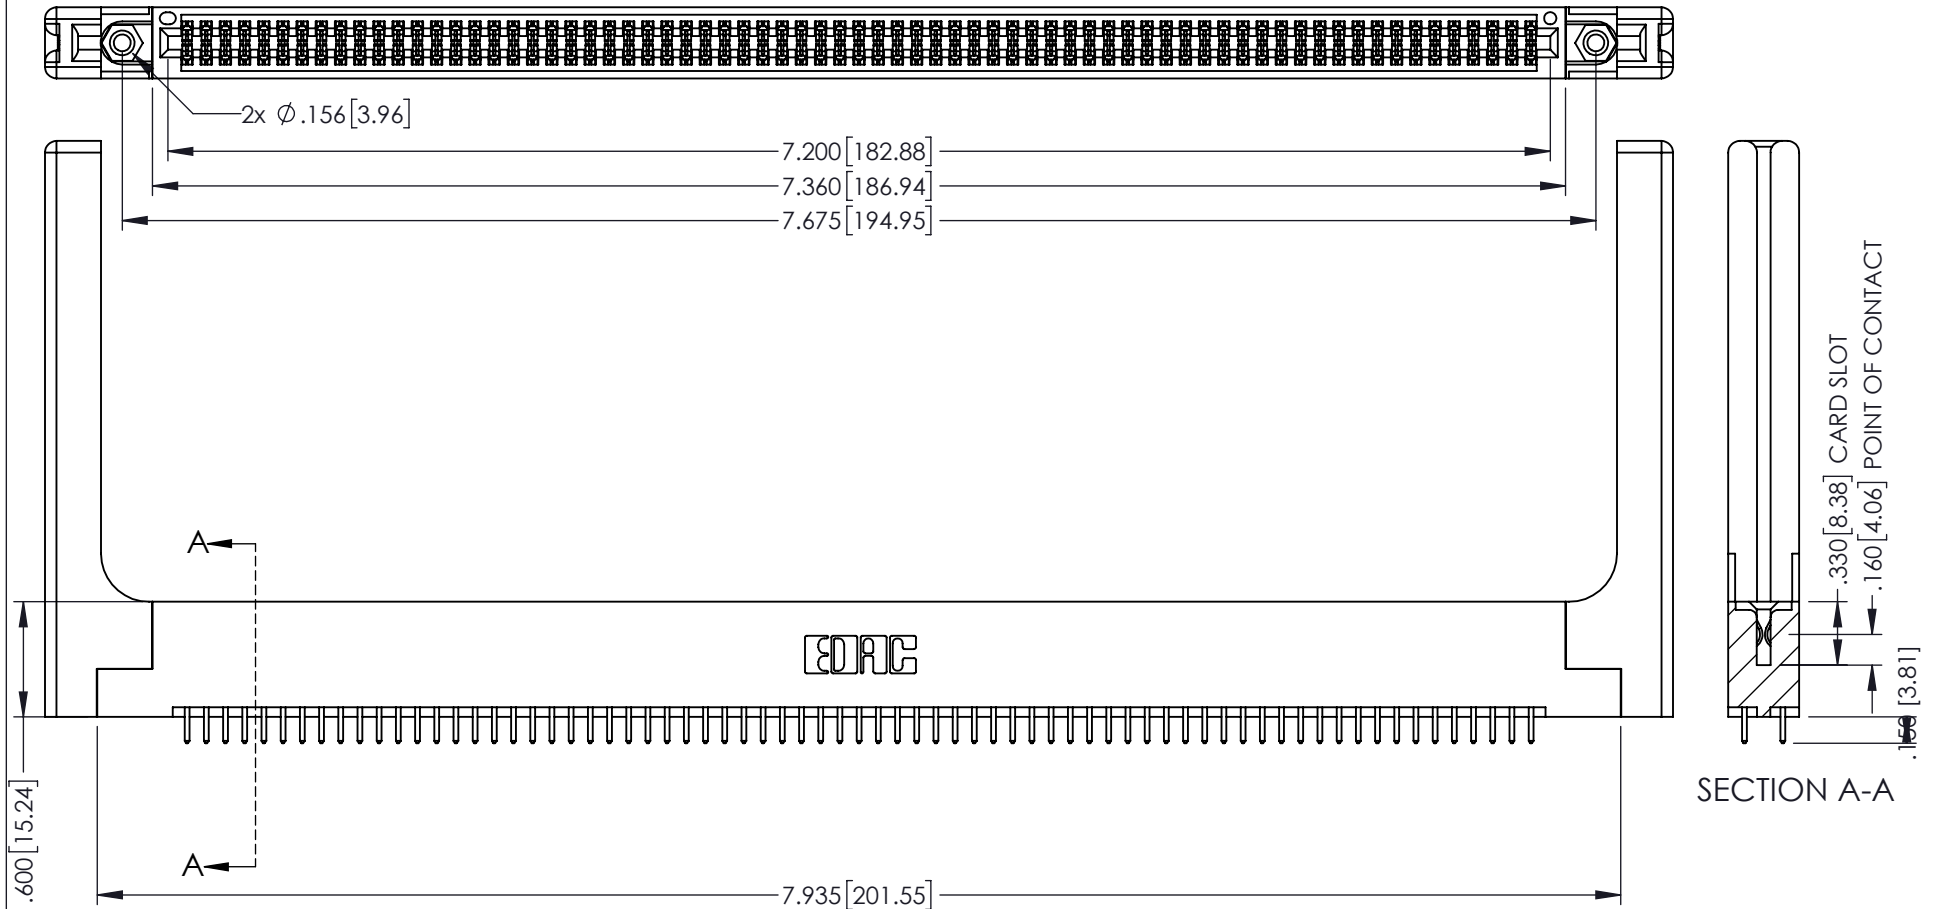 2x Ø.156[3.96]
7.200[182.88]
7.360[186.94]
7.675[194.95]
.330[8.38] CARD SLOT
.160[4.06] POINT OF CONTACT
A
EDAC
[3.81]
SECTION A-A
.600[15.24]
A
7.935[201.55]